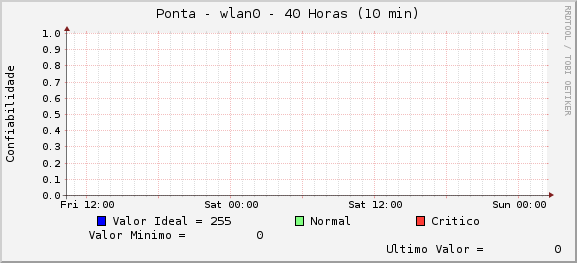 Ponta - wlan0 - 40 Horas (10 min)
RRDTOOL / TOBI OETIKER
Confiabilidade
1.0
0.9
0.8
0.7
0.6
0.5
0.4
0.3
0.2
0.1
0.0
Fri 12:00 Sat 00:00 Sat 12:00 Sun 00:00
Valor Ideal = 255 Normal Critico
Valor Minimo = 0
Ultimo Valor = 0